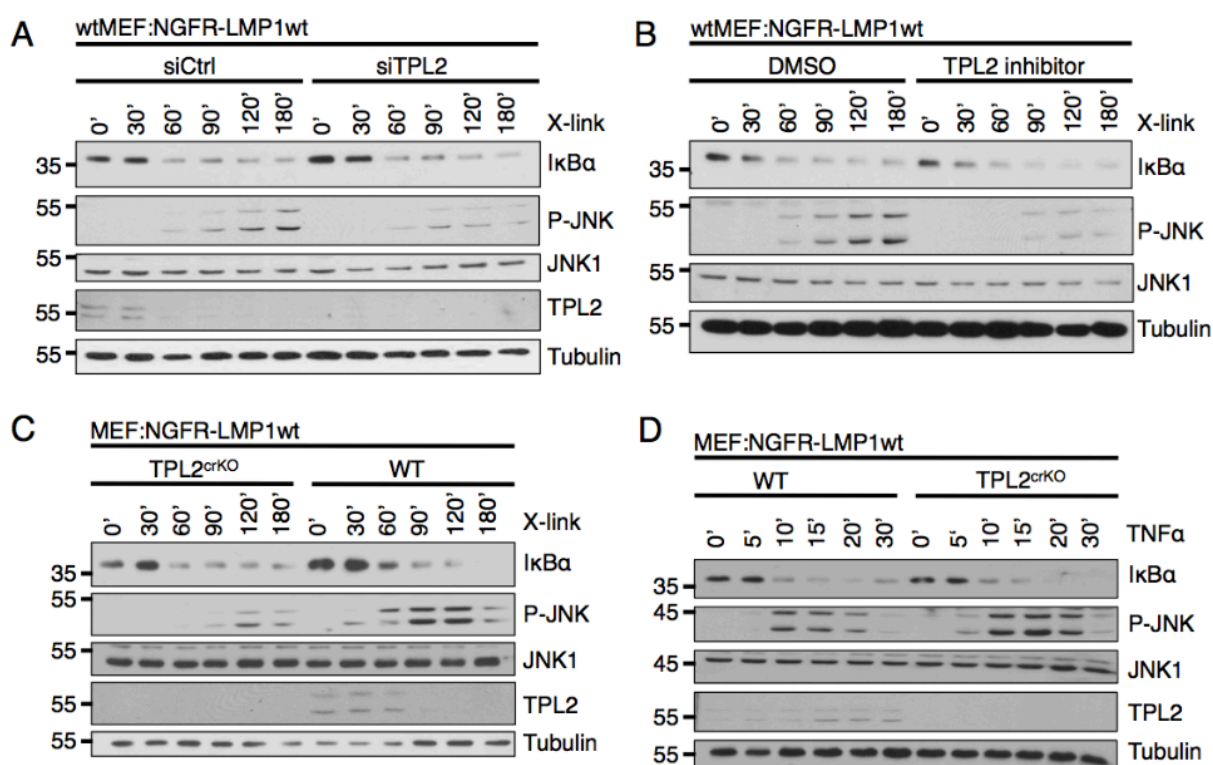 A
wtMEF:NGFR-LMP1wt
siCtrl siTPL2
0' 30' 60' 90' 120' 180' 0' 30' 60' 90' 120' 180' X-link
35 IκBα
55 P-JNK
55 JNK1
55 TPL2
55 Tubulin
B
wtMEF:NGFR-LMP1wt
DMSO TPL2 inhibitor
0' 30' 60' 90' 120' 180' 0' 30' 60' 90' 120' 180' X-link
35 IκBα
55 P-JNK
55 JNK1
55 Tubulin
C
MEF:NGFR-LMP1wt
TPL2crKO WT
0' 30' 60' 90' 120' 180' 0' 30' 60' 90' 120' 180' X-link
35 IκBα
55 P-JNK
55 JNK1
55 TPL2
55 Tubulin
D
MEF:NGFR-LMP1wt
WT TPL2crKO
0' 5' 10' 15' 20' 30' 0' 5' 10' 15' 20' 30' TNFα
35 IκBα
45 P-JNK
45 JNK1
55 TPL2
55 Tubulin